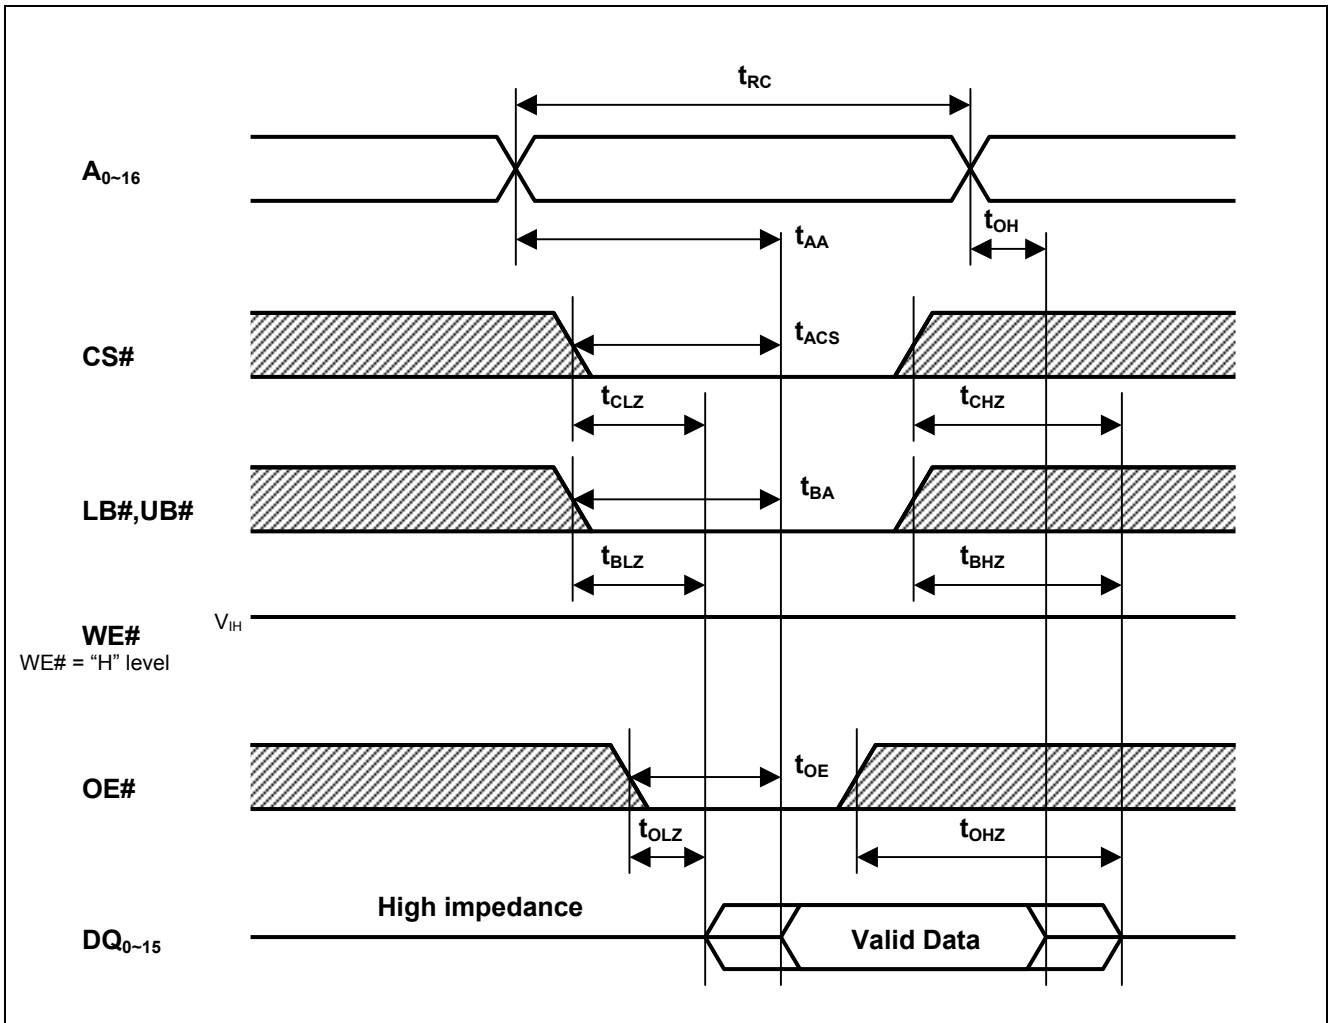 tRC
A0~16
tAA
tOH
CS#
tACS
tCLZ
tCHZ
LB#,UB#
tBA
tBLZ
tBHZ
VIH
WE#
WE# = “H” level
OE#
tOE
tOLZ
tOHZ
High impedance
DQ0~15
Valid Data